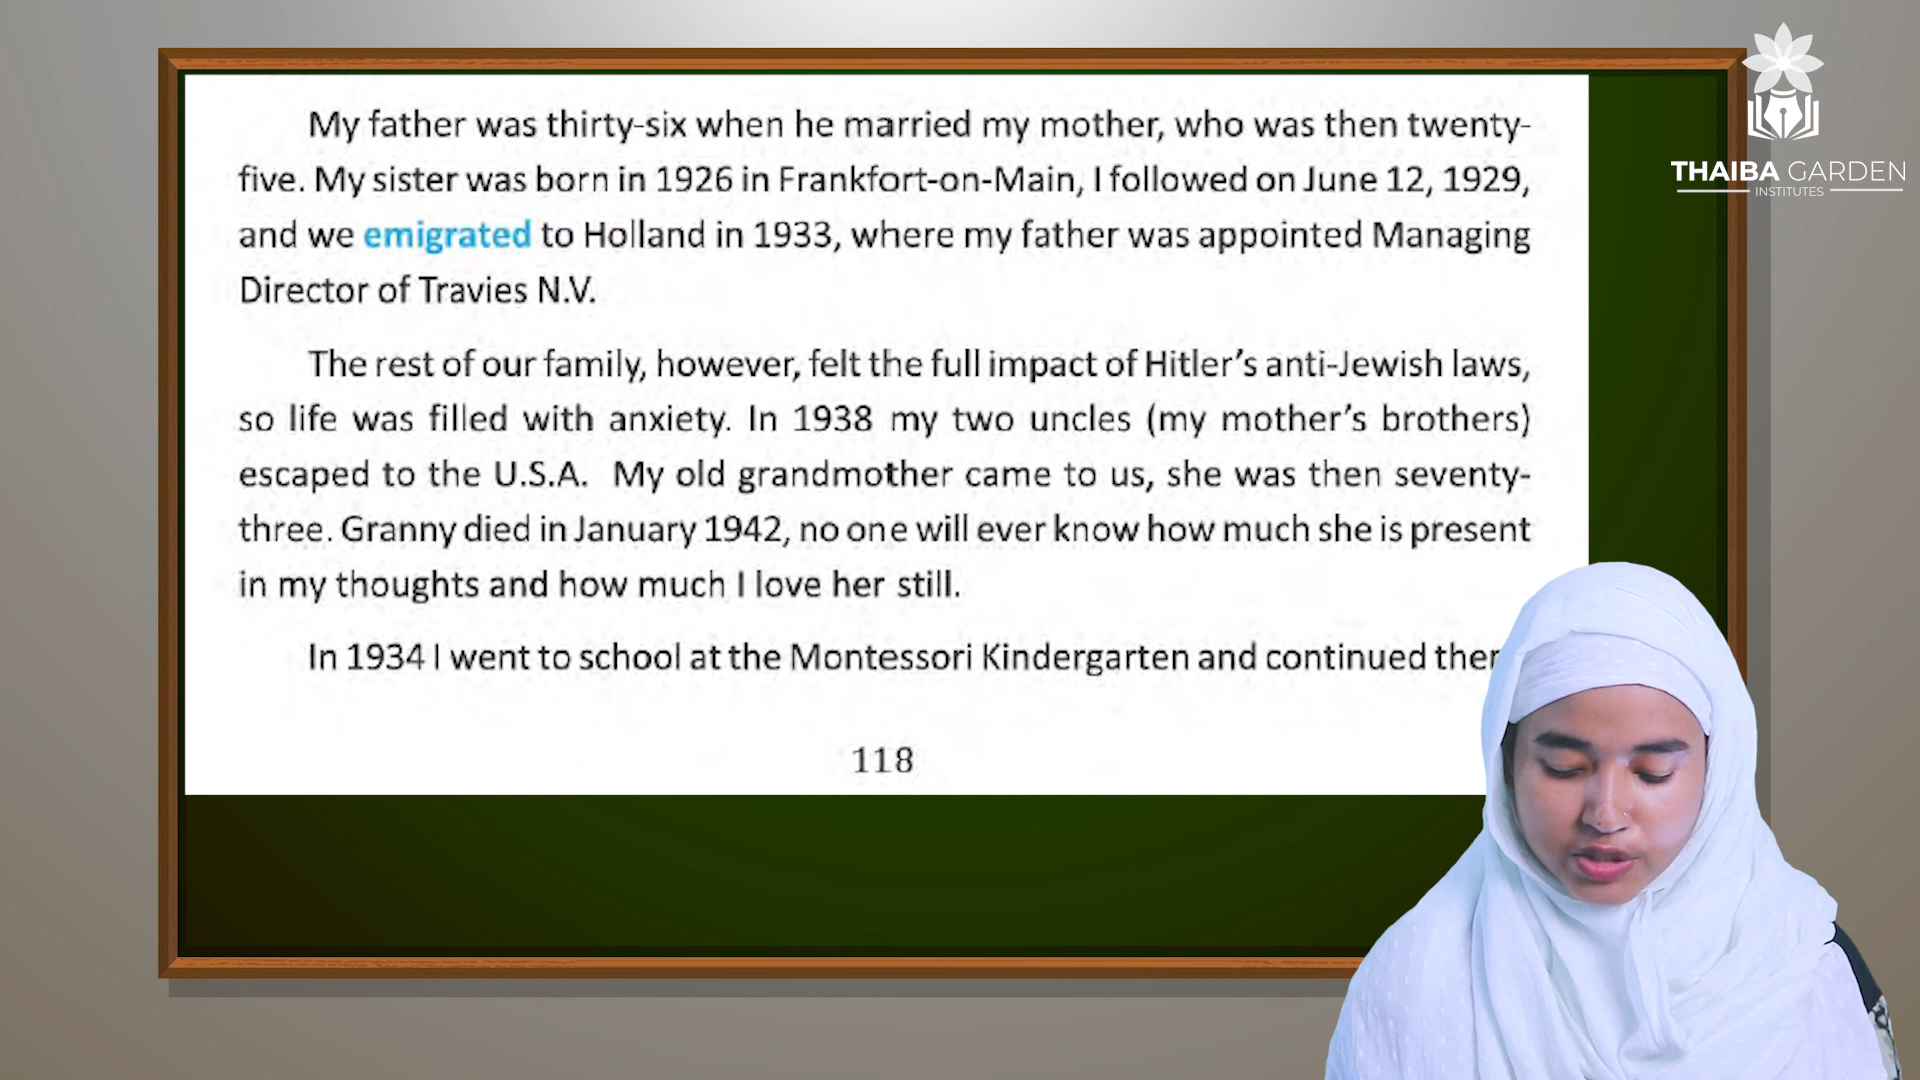 My father was thirty-six when he married my mother, who was then twenty-
five. My sister was born in 1926 in Frankfort-on-Main, I followed on June 12, 1929,
and we emigrated to Holland in 1933, where my father was appointed Managing
Director of Travies N.V.
The rest of our family, however, felt the full impact of Hitler's anti-Jewish laws,
so life was filled with anxiety. In 1938 my two uncles (my mother's brothers)
escaped to the U.S.A. My old grandmother came to us, she was then seventy-
three. Granny died in January 1942, no one will ever know how much she is present
in my thoughts and how much I love her still.
In 1934 I went to school at the Montessori Kindergarten and continued
118
THAIBA GARDEN
INSTITUTES